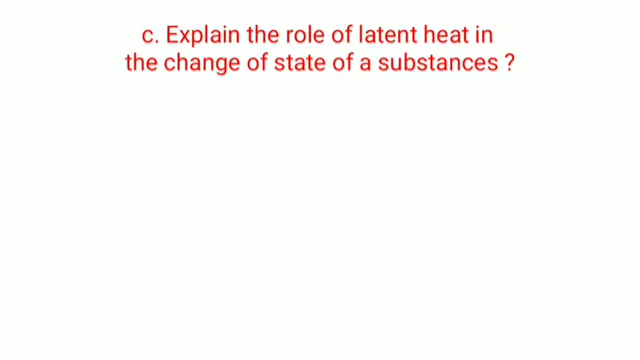 c. Explain the role of latent heat in
the change of state of a substances ?